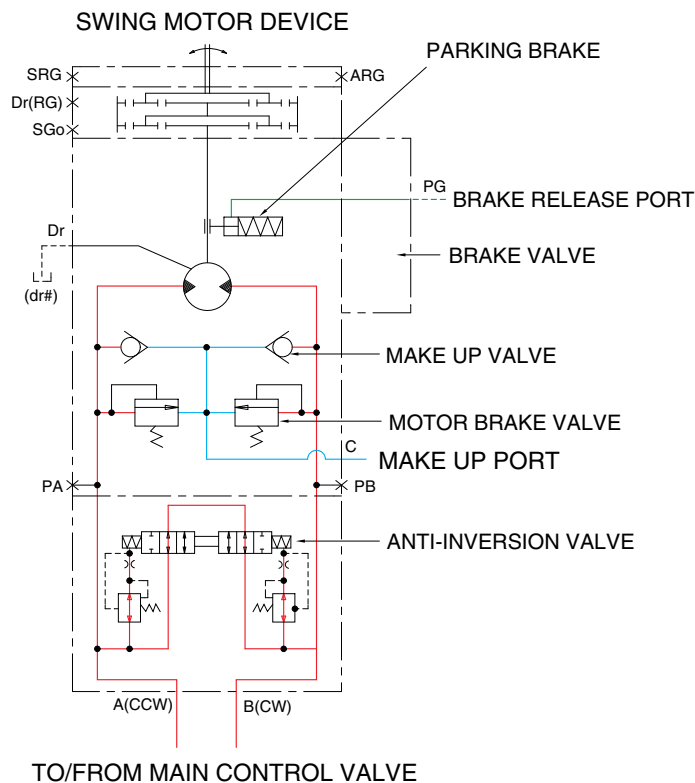 SWING MOTOR DEVICE
PARKING BRAKE
SRG
ARG
Dr(RG)
SGo
PG
BRAKE RELEASE PORT
Dr
BRAKE VALVE
(dr#)
MAKE UP VALVE
MOTOR BRAKE VALVE
C
MAKE UP PORT
PA
PB
ANTI-INVERSION VALVE
A(CCW)
B(CW)
TO/FROM MAIN CONTROL VALVE